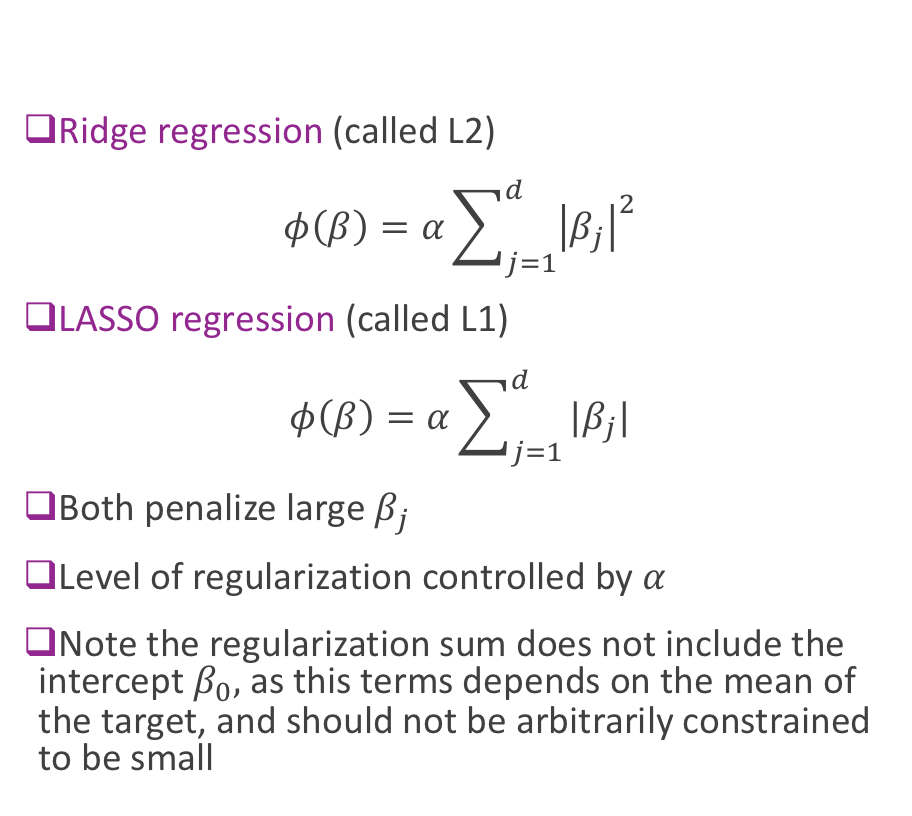 ❑Ridge regression (called L2)
𝜙(𝛽) = 𝛼 ∑_{𝑗=1}^{𝑑} |𝛽_𝑗|²
❑LASSO regression (called L1)
𝜙(𝛽) = 𝛼 ∑_{𝑗=1}^{𝑑} |𝛽_𝑗|
❑Both penalize large 𝛽_𝑗
❑Level of regularization controlled by 𝛼
❑Note the regularization sum does not include the
intercept 𝛽₀, as this terms depends on the mean of
the target, and should not be arbitrarily constrained
to be small